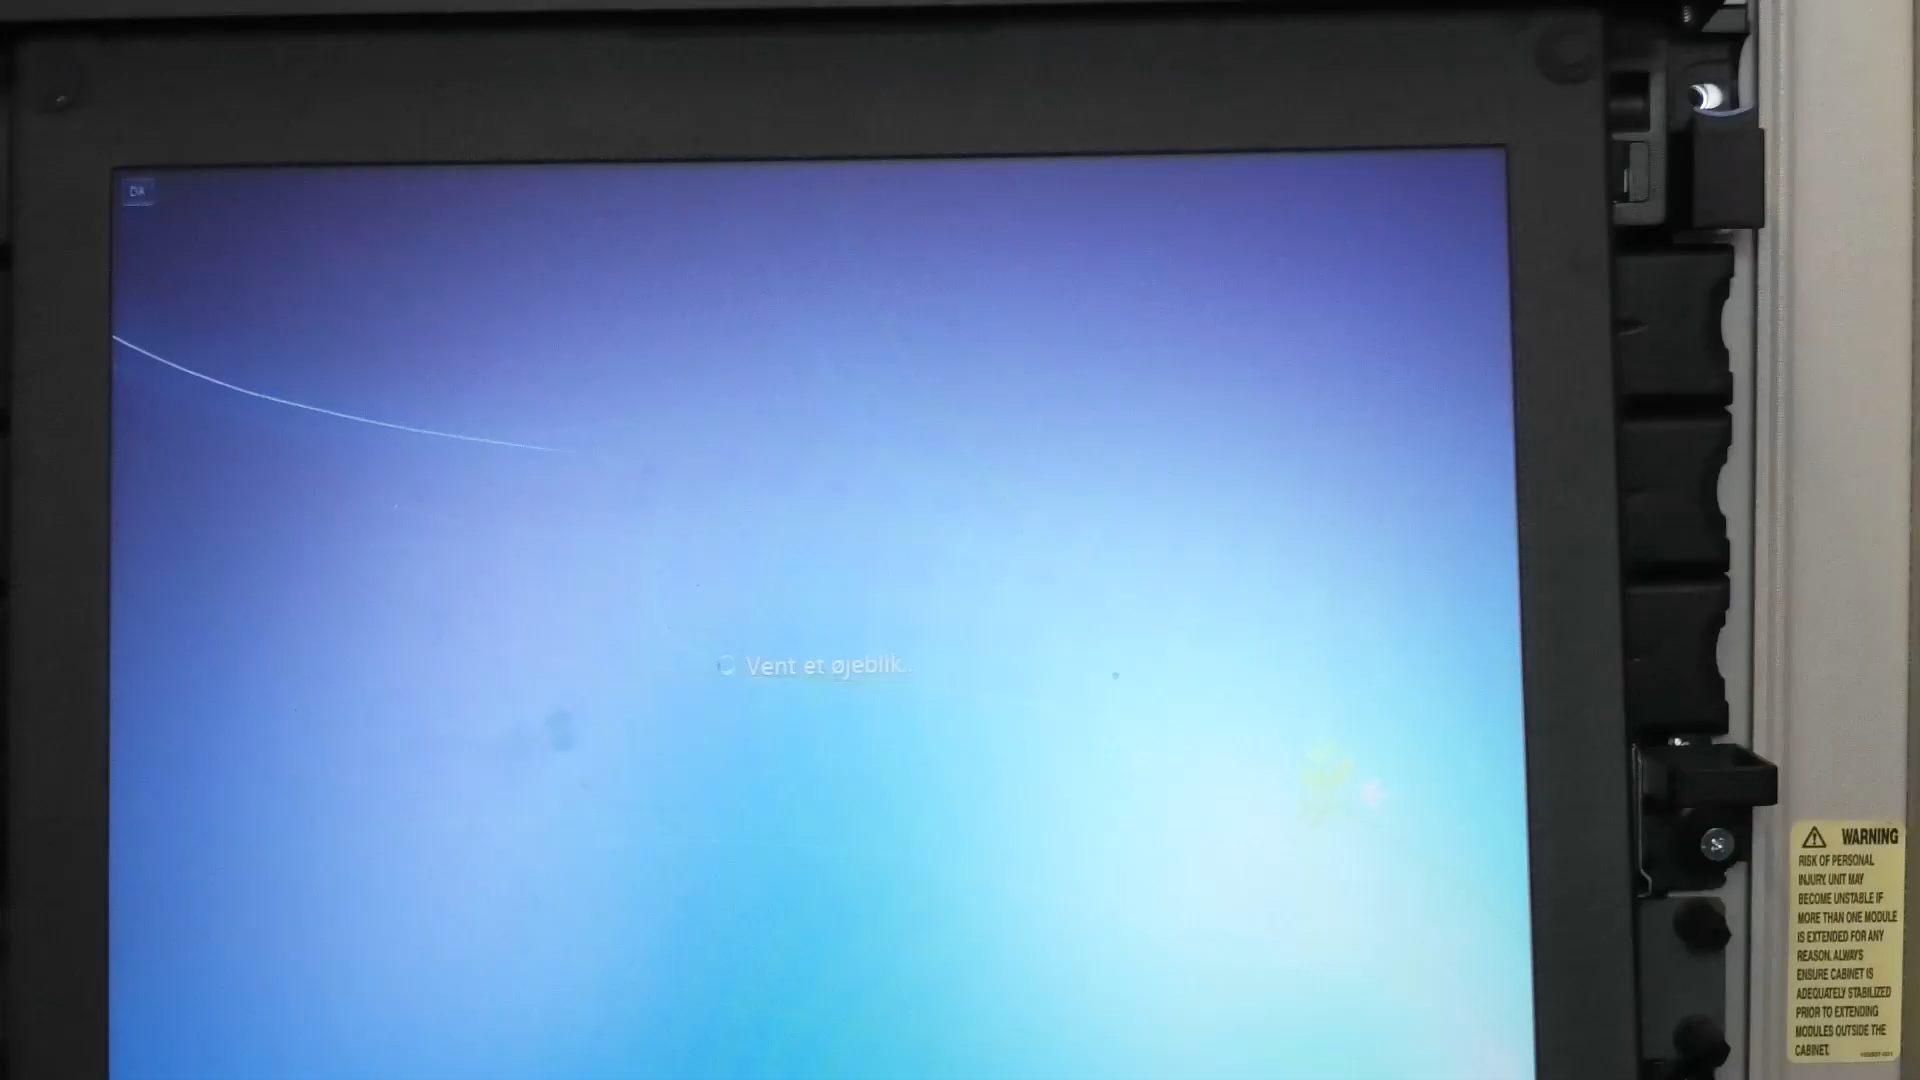 DA
Vent et øjeblik...
WARNING
RISK OF PERSONAL
INJURY. UNIT MAY
BECOME UNSTABLE IF
MORE THAN ONE MODULE
IS EXTENDED FOR ANY
REASON. ALWAYS
ENSURE CABINET IS
ADEQUATELY STABILIZED
PRIOR TO EXTENDING
MODULES OUTSIDE THE
CABINET.